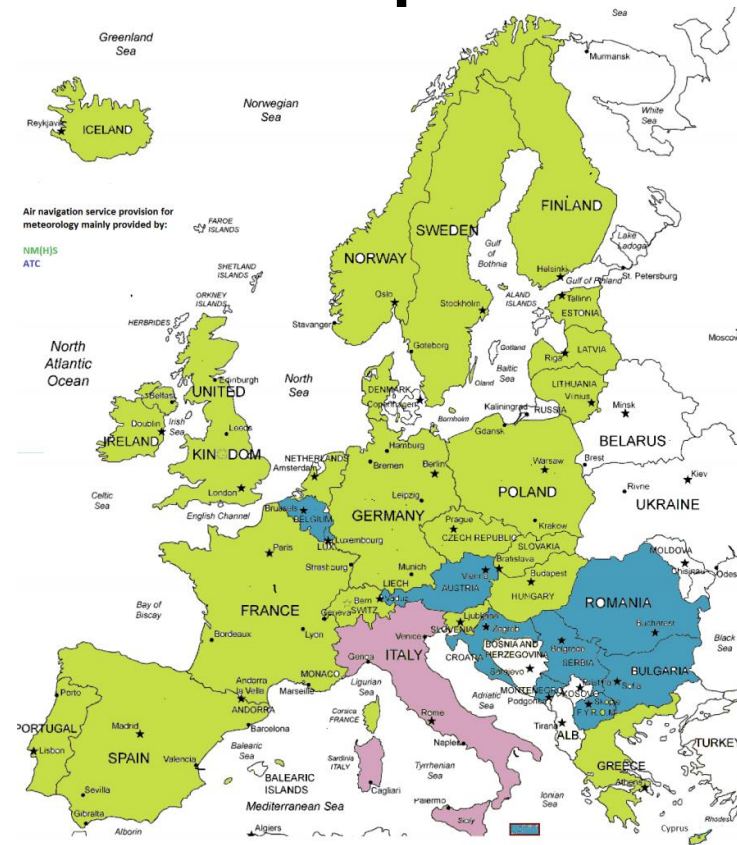 Sea
Greenland
Sea
Murmansk
Norwegian
Sea
White
Sea
Reykjavik
ICELAND
Air navigation service provision for
meteorology mainly provided by:
NM(H)S
ATC
FAROE
ISLANDS
FINLAND
SWEDEN
Gulf
of
Bothnia
Lake
Ladoga
NORWAY
SHETLAND
ISLANDS
Helsinki
Gulf of Finland
St. Petersburg
Oslo
Stockholm
ALAND
ISLANDS
Tallinn
ESTONIA
ORKNEY
ISLANDS
HERBRIDES
Stavanger
Goteborg
Gotland
Baltic
Sea
Riga
LATVIA
Moscow
North
Atlantic
Ocean
North
Sea
UNITED
KINGDOM
Edinburgh
Belfast
Irish
Sea
Doublin
IRELAND
Leeds
London
DENMARK
Copenhagen
Oland
Bornholm
LITHUANIA
Vilnius
Kaliningrad
RUSSIA
Gdansk
Minsk
BELARUS
NETHERLANDS
Amsterdam
Hamburg
Bremen
Berlin
Warsaw
Brest
POLAND
Rivne
Kiev
UKRAINE
Celtic
Sea
English Channel
Brussels
BELGIUM
Leipzig
GERMANY
LUX
Luxembourg
Prague
CZECH REPUBLIC
Krakow
Paris
Strasbourg
Munich
SLOVAKIA
Bratislava
Vienna
AUSTRIA
Budapest
HUNGARY
MOLDOVA
Chisinau
Odes
Bay of
Biscay
FRANCE
Bern
SWITZ
Geneva
LIECH
Vaduz
ROMANIA
Bucharest
Black
Sea
Bordeaux
Lyon
Venice
ITALY
SLOVENIA
Ljubljana
Zagreb
CROATIA
BOSNIA AND
HERZEGOVINA
Sarajevo
Belgrade
SERBIA
BULGARIA
Sofia
Genoa
MONACO
Marseille
Ligurian
Sea
Andorra
la Vella
ANDORRA
Corsica
FRANCE
Adriatic
Sea
MONTENEGRO
Podgorica
KOSOVO
Skopje
F.Y.R.O.M.
Porto
PORTUGAL
Lisbon
Madrid
SPAIN
Barcelona
Balearic
Sea
Valencia
BALEARIC
ISLANDS
Rome
Naples
Tirana
ALB.
TURKEY
Sardinia
ITALY
Cagliari
Tyrrhenian
Sea
GREECE
Athens
Sevilla
Gibraltar
Mediterranean Sea
Palermo
Sicily
Ionian
Sea
Alborin
Algiers
Cyprus
Rhodes